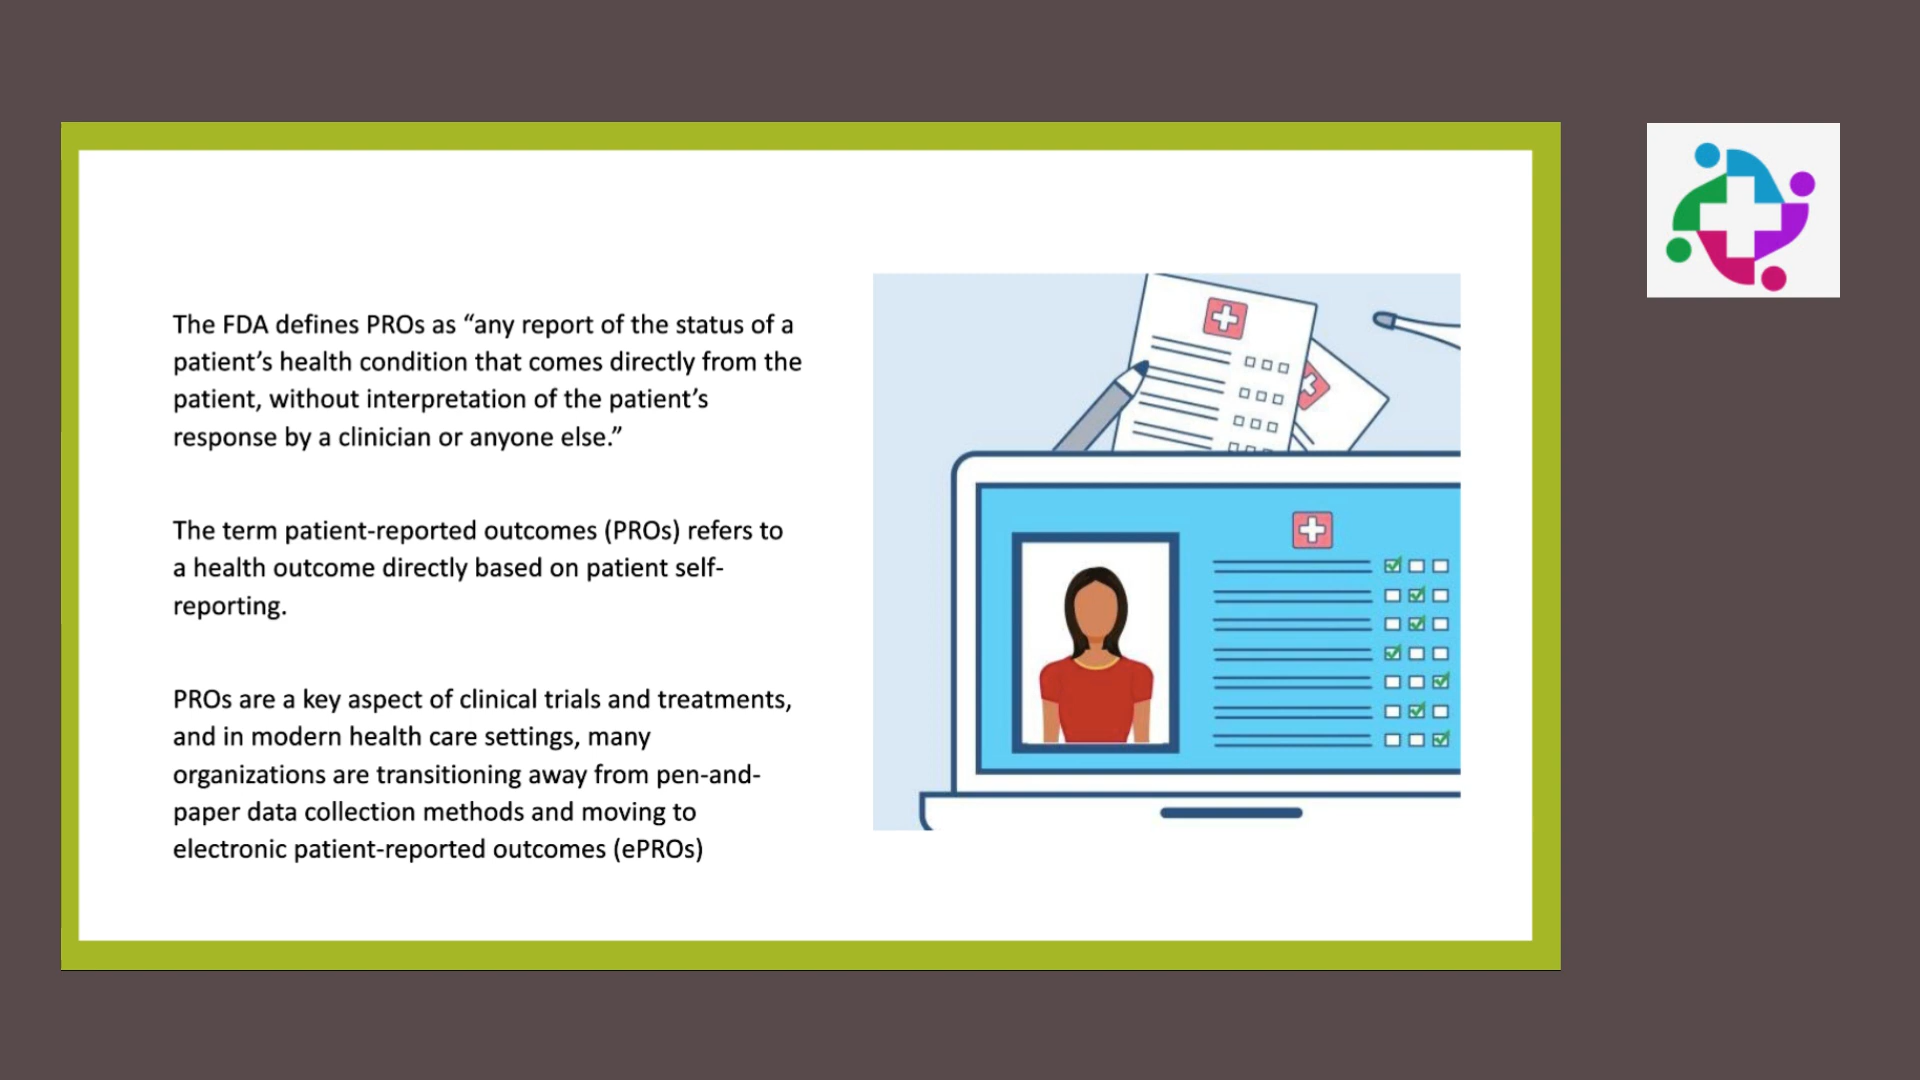 The FDA defines PROs as “any report of the status of a
patient’s health condition that comes directly from the
patient, without interpretation of the patient’s
response by a clinician or anyone else.”
The term patient-reported outcomes (PROs) refers to
a health outcome directly based on patient self-
reporting.
PROs are a key aspect of clinical trials and treatments,
and in modern health care settings, many
organizations are transitioning away from pen-and-
paper data collection methods and moving to
electronic patient-reported outcomes (ePROs)